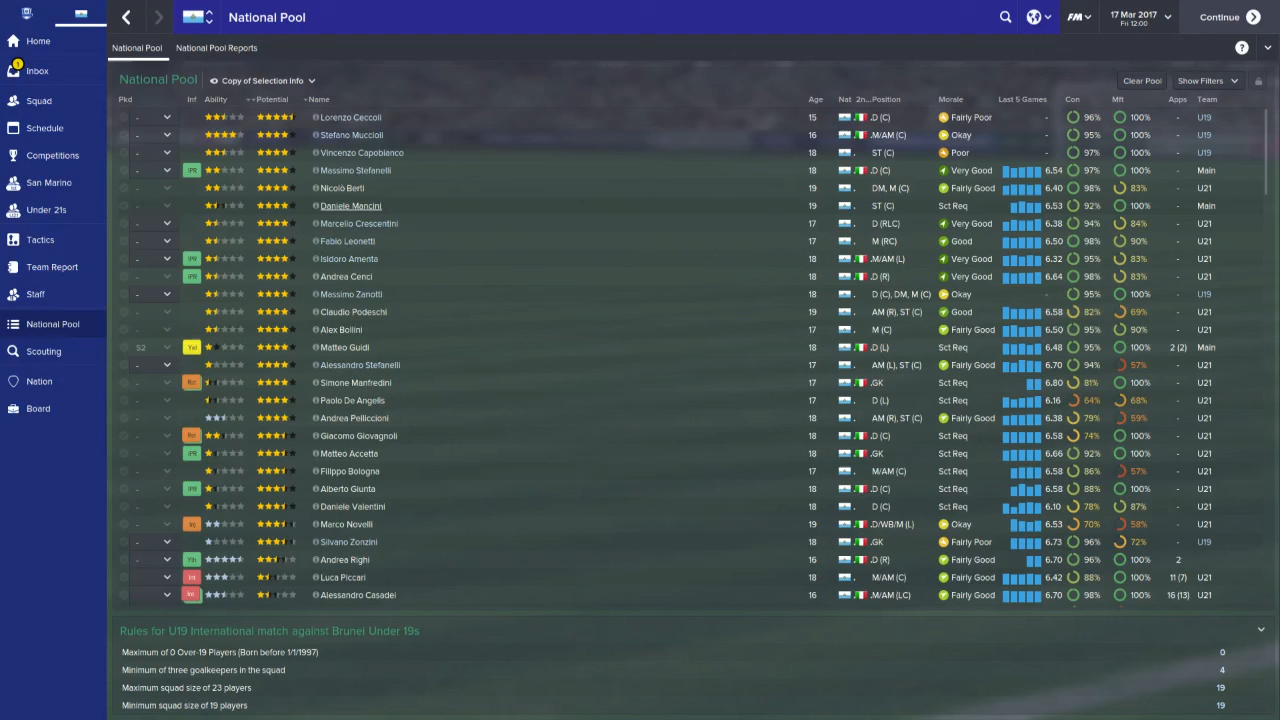 National Pool
FM
17 Mar 2017
Fri 12:00
Continue
Home
1
Inbox
Squad
Schedule
Competitions
San Marino
Under 21s
Tactics
Team Report
Staff
National Pool
Scouting
Nation
Board
National Pool National Pool Reports ?
National Pool Copy of Selection Info Clear Pool Show Filters
Pkd Inf Ability Potential Name Age Nat 2n... Position Morale Last 5 Games Con Mft Apps Team
- Lorenzo Ceccoli 15 . D (C) Fairly Poor - 96% 100% - U19
- Stefano Muccioli 16 . M/AM (C) Okay - 95% 100% - U19
- Vincenzo Capobianco 18 . ST (C) Poor - 97% 100% - U19
- iPR Massimo Stefanelli 18 . D (C) Very Good 6.54 97% 100% - Main
- Nicolò Berti 19 . DM, M (C) Fairly Good 6.40 98% 83% - U21
- Daniele Mancini 19 . ST (C) Sct Req 6.53 92% 100% - Main
- Marcello Crescentini 17 . D (RLC) Very Good 6.38 94% 84% - U21
- Fabio Leonetti 17 . M (RC) Good 6.50 98% 90% - U21
- iPR Isidoro Amenta 18 . M/AM (L) Very Good 6.32 95% 83% - U21
- iPR Andrea Cenci 18 . D (R) Very Good 6.64 98% 83% - U21
- Massimo Zanotti 18 . D (C), DM, M (C) Okay - 95% 100% - U19
- Claudio Podeschi 19 . AM (R), ST (C) Good 6.58 82% 69% - U21
- Alex Bollini 17 . M (C) Fairly Good 6.50 95% 90% - U21
S2 Yel Matteo Guidi 18 . D (L) Sct Req 6.48 95% 100% 2 (2) Main
- Alessandro Stefanelli 17 . AM (L), ST (C) Fairly Good 6.70 94% 57% - U21
- Rst Simone Manfredini 17 . GK Sct Req 6.80 81% 100% - U21
- Paolo De Angelis 17 . D (L) Sct Req 6.16 64% 68% - U21
- Andrea Pelliccioni 18 . AM (R), ST (C) Fairly Good 6.38 79% 59% - U21
- Rst Giacomo Giovagnoli 18 . D (C) Sct Req 6.58 74% 100% - U21
- iPR Matteo Accetta 18 . GK Sct Req 6.66 92% 100% - U21
- Filippo Bologna 17 . M/AM (C) Sct Req 6.58 86% 57% - U21
- iPR Alberto Giunta 18 . D (C) Sct Req 6.58 88% 100% - U21
- Daniele Valentini 18 . D (C) Sct Req 6.10 78% 87% - U21
- Inj Marco Novelli 19 . D/WB/M (L) Okay 6.53 70% 58% - U21
- Silvano Zonzini 18 . GK Fairly Poor 6.73 96% 72% - U19
- Yth Andrea Righi 16 . D (R) Fairly Good 6.70 96% 100% 2
Int Luca Piccari 18 . M/AM (C) Fairly Good 6.42 88% 100% 11 (7) U21
Int Alessandro Casadei 16 . M/AM (LC) Fairly Good 6.70 98% 100% 16 (13) U21
Rules for U19 International match against Brunei Under 19s
Maximum of 0 Over-19 Players (Born before 1/1/1997) 0
Minimum of three goalkeepers in the squad 4
Maximum squad size of 23 players 19
Minimum squad size of 19 players 19